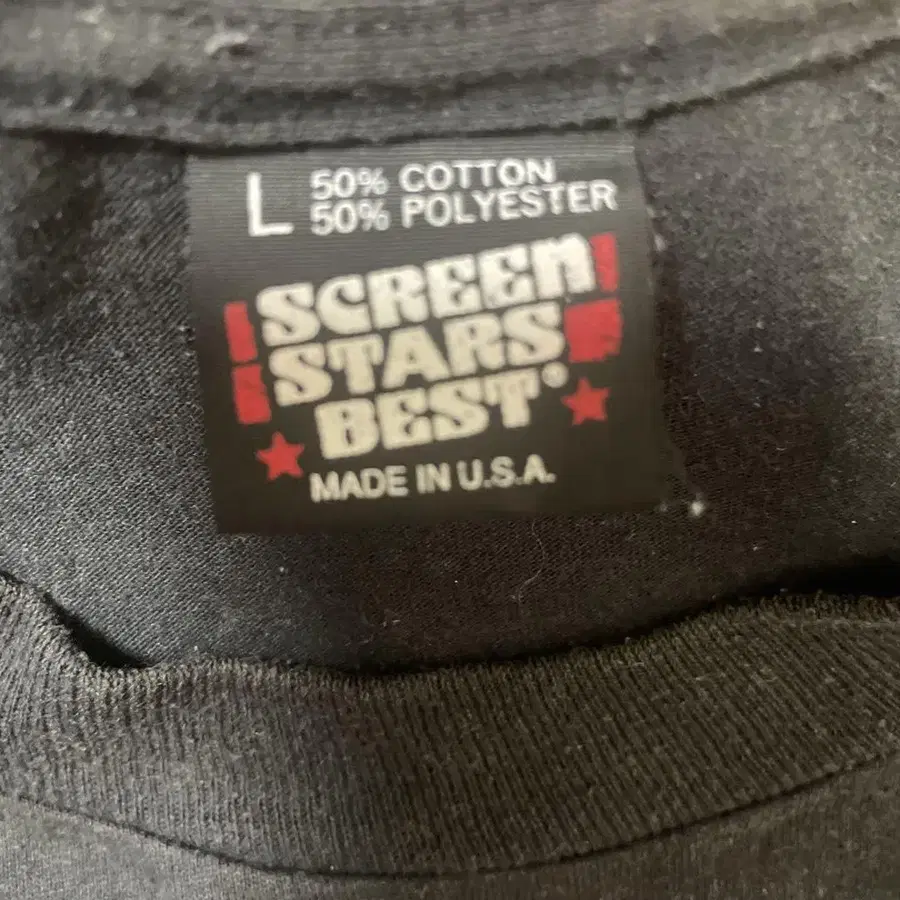 L 50% COTTON
50% POLYESTER
SCREEn
STARS
BEST®
MADE IN U.S.A.